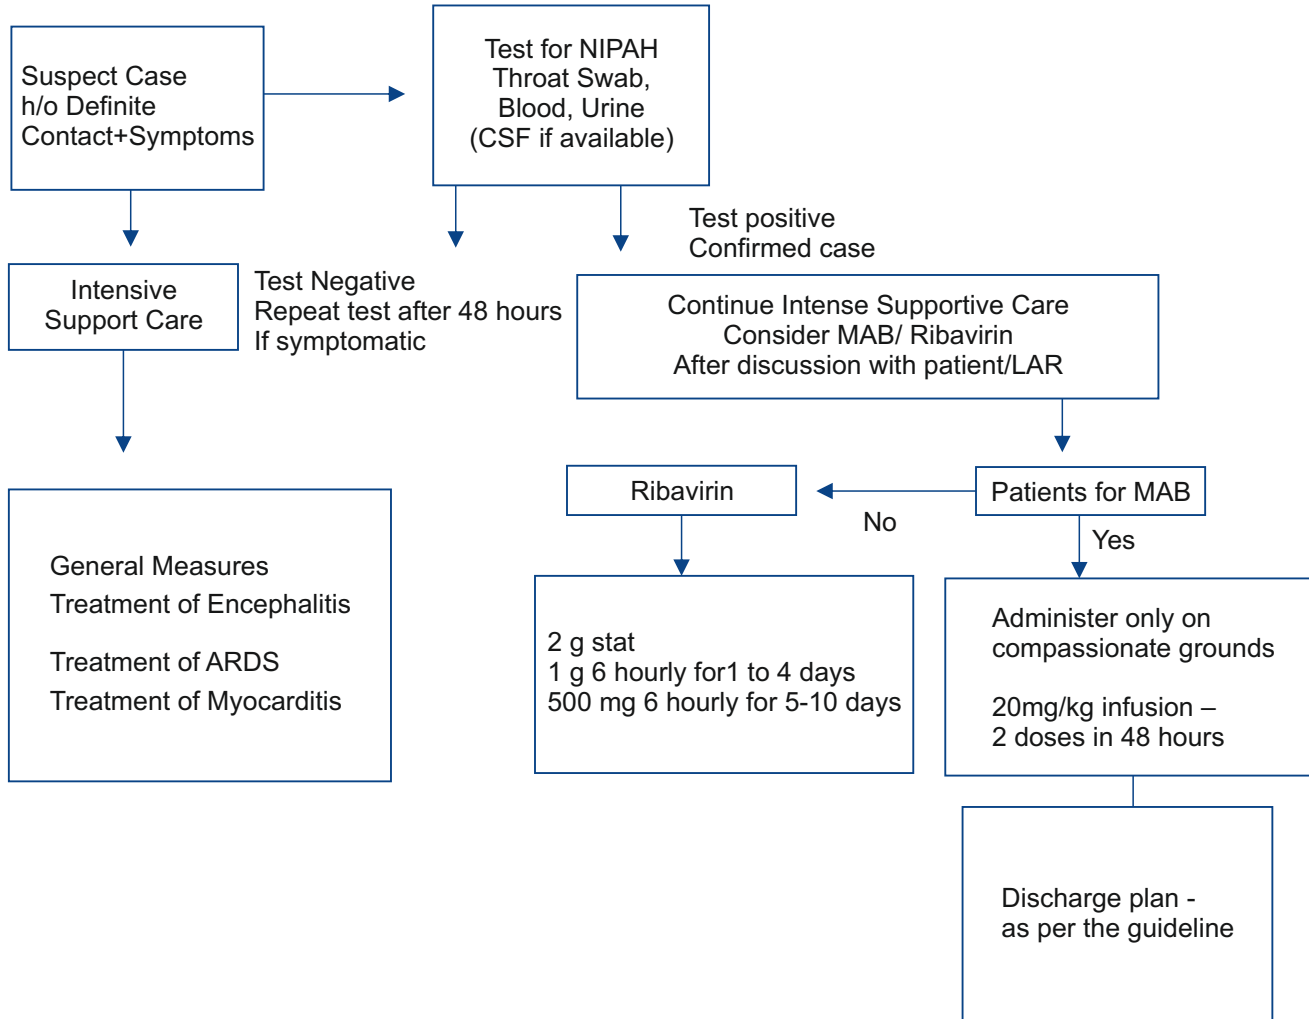 Suspect Case
h/o Definite
Contact+Symptoms
Test for NIPAH
Throat Swab,
Blood, Urine
(CSF if available)
Intensive
Support Care
Test Negative
Repeat test after 48 hours
If symptomatic
Test positive
Confirmed case
Continue Intense Supportive Care
Consider MAB/ Ribavirin
After discussion with patient/LAR
Ribavirin
No
Patients for MAB
Yes
General Measures
Treatment of Encephalitis
Treatment of ARDS
Treatment of Myocarditis
2 g stat
1 g 6 hourly for1 to 4 days
500 mg 6 hourly for 5-10 days
Administer only on
compassionate grounds
20mg/kg infusion –
2 doses in 48 hours
Discharge plan -
as per the guideline